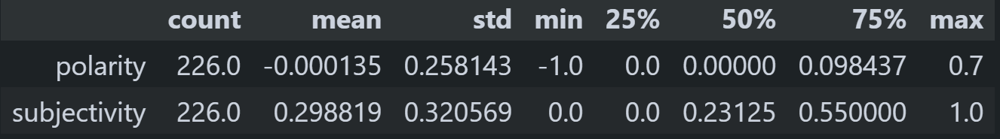 count mean std min 25% 50% 75% max
polarity 226.0 -0.000135 0.258143 -1.0 0.0 0.00000 0.098437 0.7
subjectivity 226.0 0.298819 0.320569 0.0 0.0 0.23125 0.550000 1.0